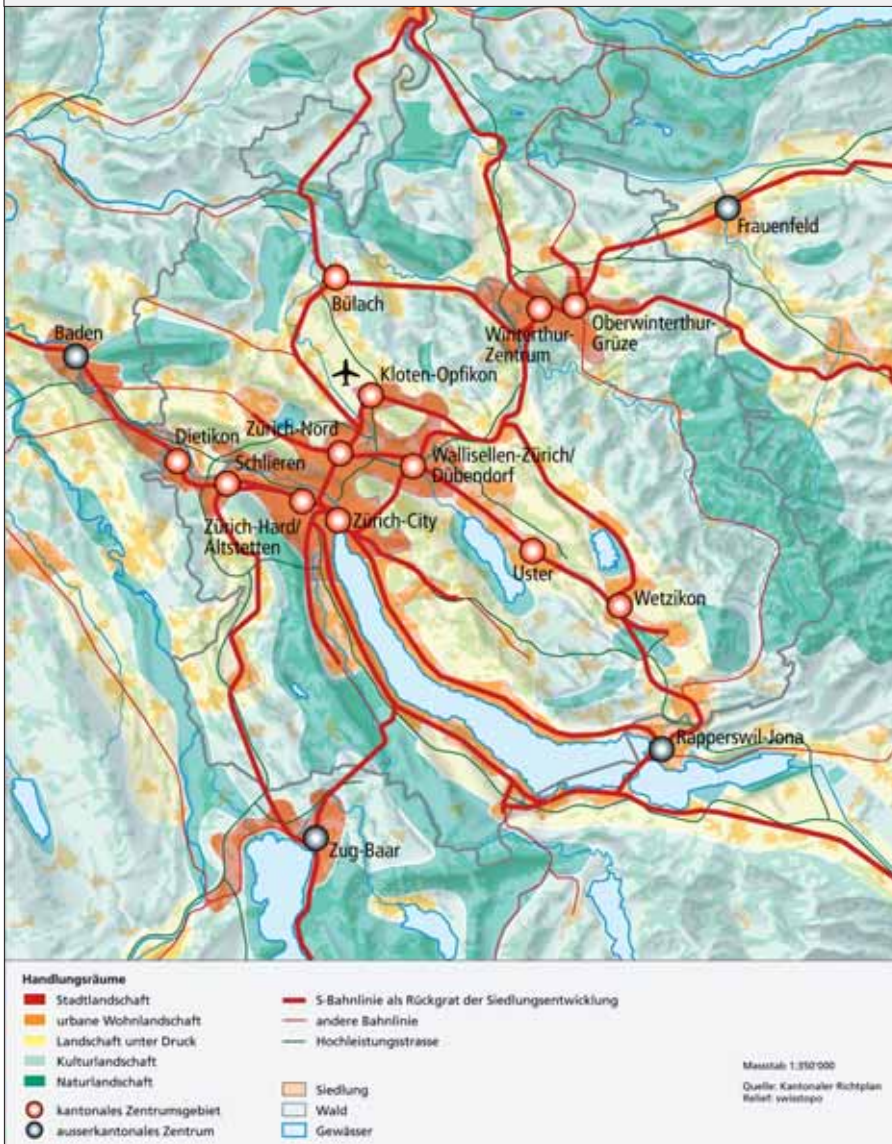 Frauenfeld
Bülach
Winterthur-
Zentrum
Oberwinterthur-
Grüze
Baden
Kloten-Opfikon
Dietikon
Zürich-Nord
Schlieren
Wallisellen-Zürich/
Dübendorf
Zürich-Hard/
Altstetten
Zürich-City
Uster
Wetzikon
Rapperswil-Jona
Zug-Baar
Handlungsräume
Stadtlandschaft
urbane Wohnlandschaft
Landschaft unter Druck
Kulturlandschaft
Naturlandschaft
kantonales Zentrumsgebiet
ausserkantonales Zentrum
S-Bahnlinie als Rückgrat der Siedlungsentwicklung
andere Bahnlinie
Hochleistungsstrasse
Siedlung
Wald
Gewässer
Massstab 1:350'000
Quelle: Kantonaler Richtplan
Relief: swisstopo